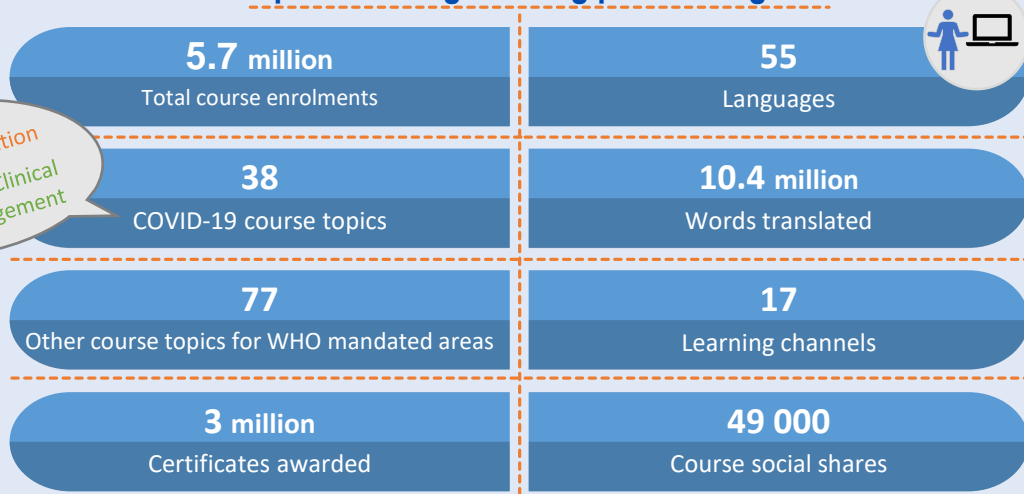 5.7 million
Total course enrolments
55
Languages
38
COVID-19 course topics
10.4 million
Words translated
77
Other course topics for WHO mandated areas
17
Learning channels
3 million
Certificates awarded
49 000
Course social shares